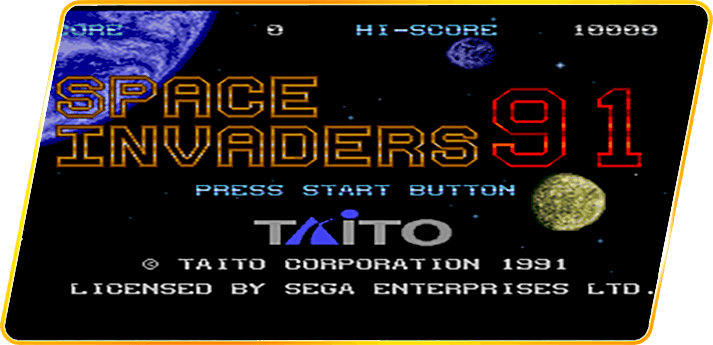 CORE 0 HI-SCORE 10000
SPACE
INVADERS 91
PRESS START BUTTON
TAITO
© TAITO CORPORATION 1991
LICENSED BY SEGA ENTERPRISES LTD.